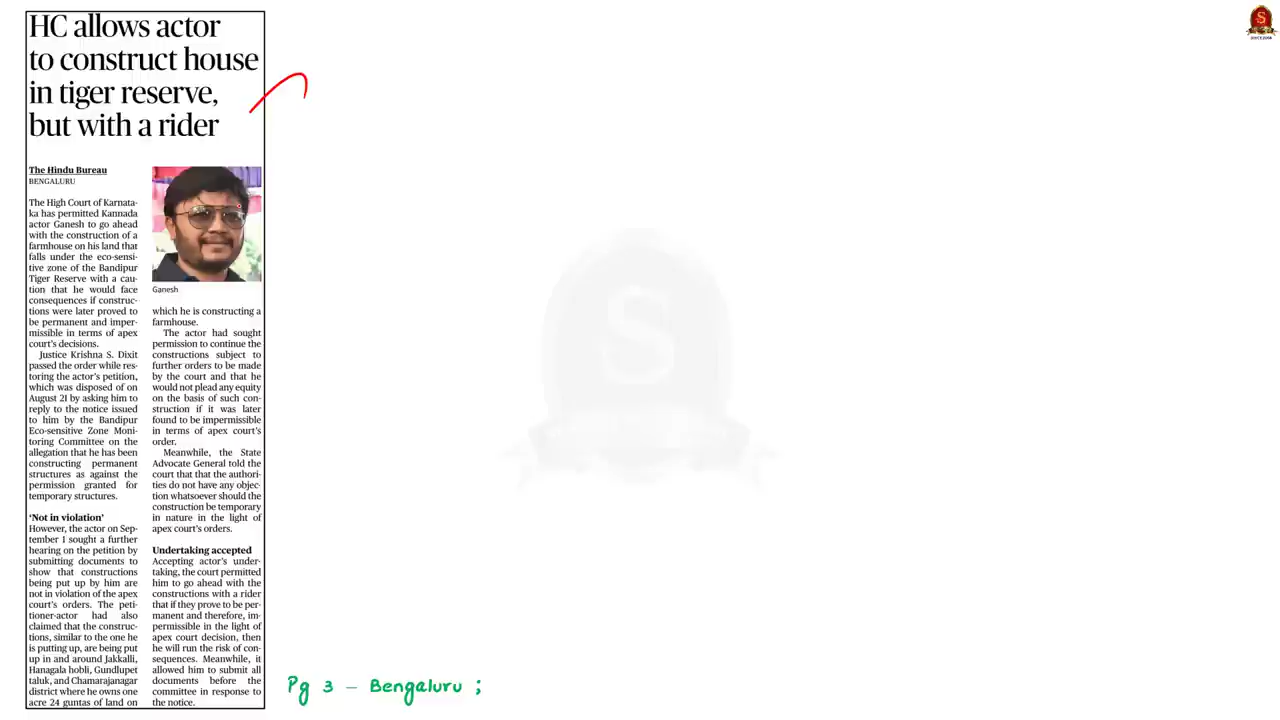 HC allows actor
to construct house
in tiger reserve,
but with a rider
The Hindu Bureau
BENGALURU
The High Court of Karnata-
ka has permitted Kannada
actor Ganesh to go ahead
with the construction of a
farmhouse on his land that
falls under the eco-sensi-
tive zone of the Bandipur
Tiger Reserve with a cau-
tion that he would face
consequences if construc-
tions were later proved to
be permanent and imper-
missible in terms of apex
court's decisions.
Justice Krishna S. Dixit
passed the order while res-
toring the actor's petition,
which was disposed of on
August 21 by asking him to
reply to the notice issued
to him by the Bandipur
Eco-sensitive Zone Moni-
toring Committee on the
allegation that he has been
constructing permanent
structures as against the
permission granted for
temporary structures.
'Not in violation'
However, the actor on Sep-
tember 1 sought a further
hearing on the petition by
submitting documents to
show that constructions
being put up by him are
not in violation of the apex
court's orders. The peti-
tioner-actor had also
claimed that the construc-
tions, similar to the one he
is putting up, are being put
up in and around Jakkalli,
Hanagala hobli, Gundlupet
taluk, and Chamarajanagar
district where he owns one
acre 24 guntas of land on
Ganesh
which he is constructing a
farmhouse.
The actor had sought
permission to continue the
constructions subject to
further orders to be made
by the court and that he
would not plead any equity
on the basis of such con-
struction if it was later
found to be impermissible
in terms of apex court's
order.
Meanwhile, the State
Advocate General told the
court that that the authori-
ties do not have any objec-
tion whatsoever should the
construction be temporary
in nature in the light of
apex court's orders.
Undertaking accepted
Accepting actor's under-
taking, the court permitted
him to go ahead with the
constructions with a rider
that if they prove to be per-
manent and therefore, im-
permissible in the light of
apex court decision, then
he will run the risk of con-
sequences. Meanwhile, it
allowed him to submit all
documents before the
committee in response to
the notice.
Pg 3 – Bengaluru ;